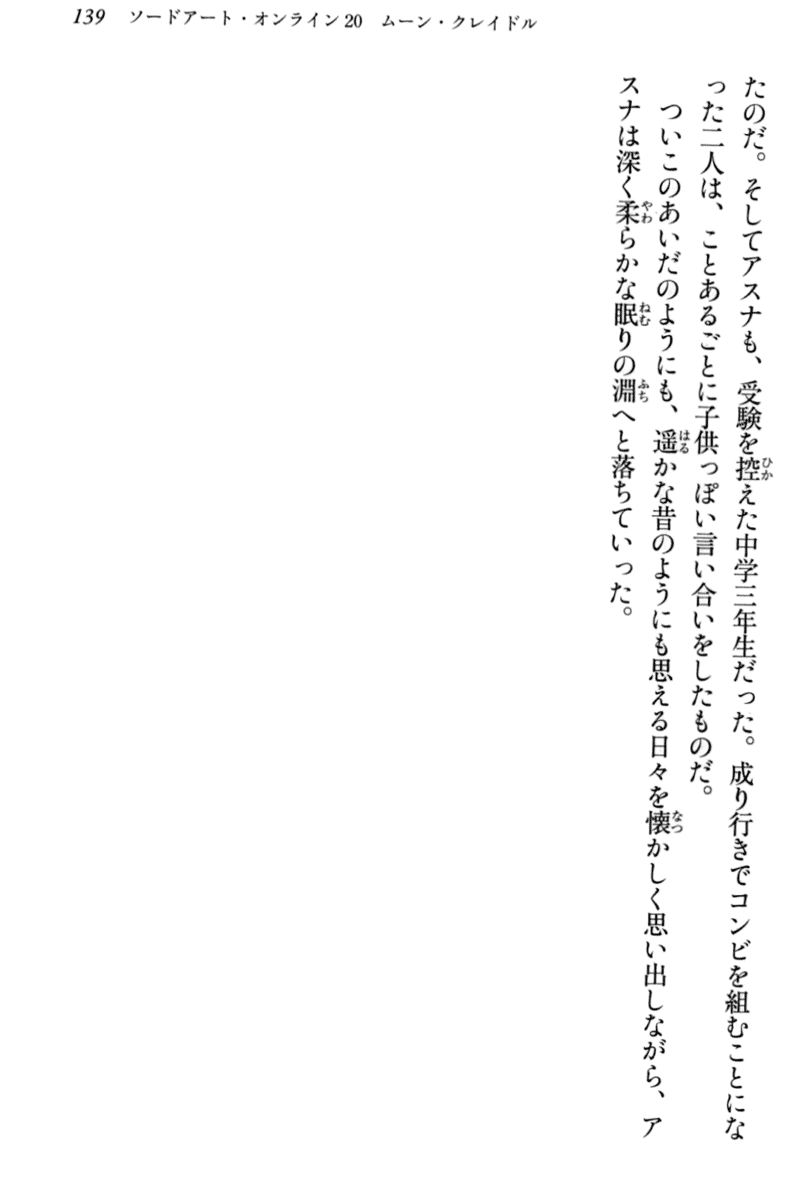 139 ソードアート・オンライン20 ムーン・クレイドル
たのだ。そしてアスナも、受験を控えた中学三年生だった。成り行きでコンビを組むことにな
った二人は、ことあるごとに子供っぽい言い合いをしたものだ。
　ついこのあいだのようにも、遥かな昔のようにも思える日々を懐かしく思い出しながら、ア
スナは深く柔らかな眠りの淵へと落ちていった。